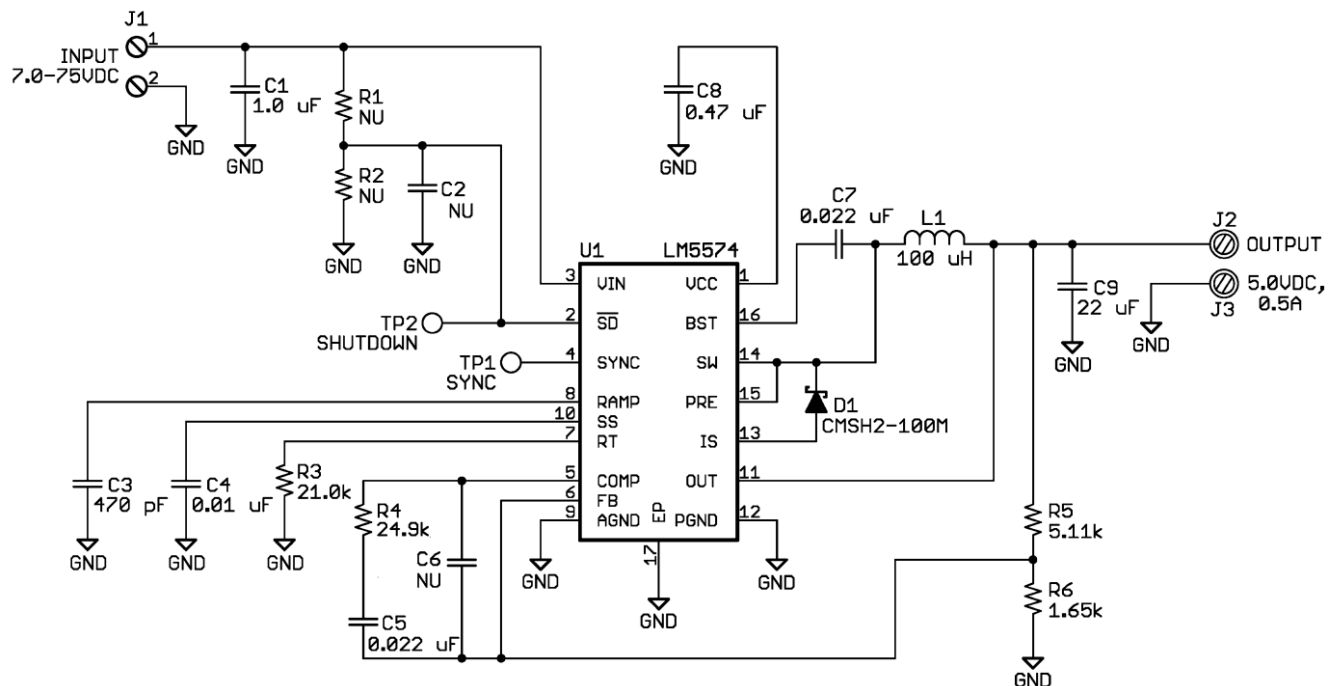 J1
INPUT
7.0-75VDC
1
2
GND
C1
1.0 uF
GND
R1
NU
R2
NU
GND
C2
NU
GND
C8
0.47 uF
GND
C7
0.022 uF
L1
100 uH
J2
OUTPUT
J3
5.0VDC,
0.5A
GND
C9
22 uF
GND
U1
LM5574
3
VIN
VCC
1
2
SD
BST
16
4
SYNC
SW
14
8
RAMP
PRE
15
10
SS
7
RT
IS
13
5
COMP
OUT
11
6
FB
9
AGND
PGND
12
EP
17
TP2
SHUTDOWN
TP1
SYNC
D1
CMSH2-100M
C3
470 pF
GND
C4
0.01 uF
GND
R3
21.0k
GND
R4
24.9k
C6
NU
C5
0.022 uF
GND
GND
GND
R5
5.11k
R6
1.65k
GND